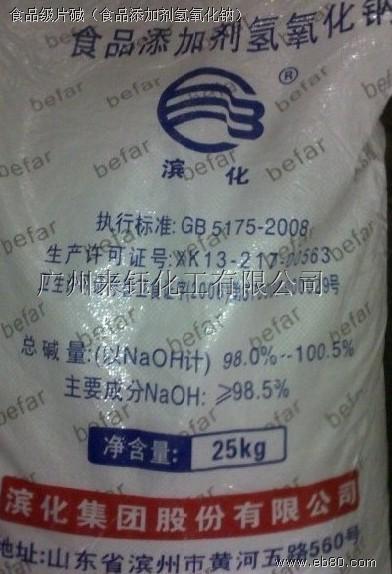 食品级片碱（食品添加剂氢氧化钠）
食品添加剂氢氧化钠
befar
®
滨 化
执行标准:GB 5175-2008
生产许可证号:XK13-217-00563
广州来钰化工有限公司
总碱量:(以NaOH计) 98.0%--100.5%
主要成分NaOH: ≥98.5%
净含量: 25kg
滨化集团股份有限公司
地址:山东省滨州市黄河五路560号
www.eb80.com